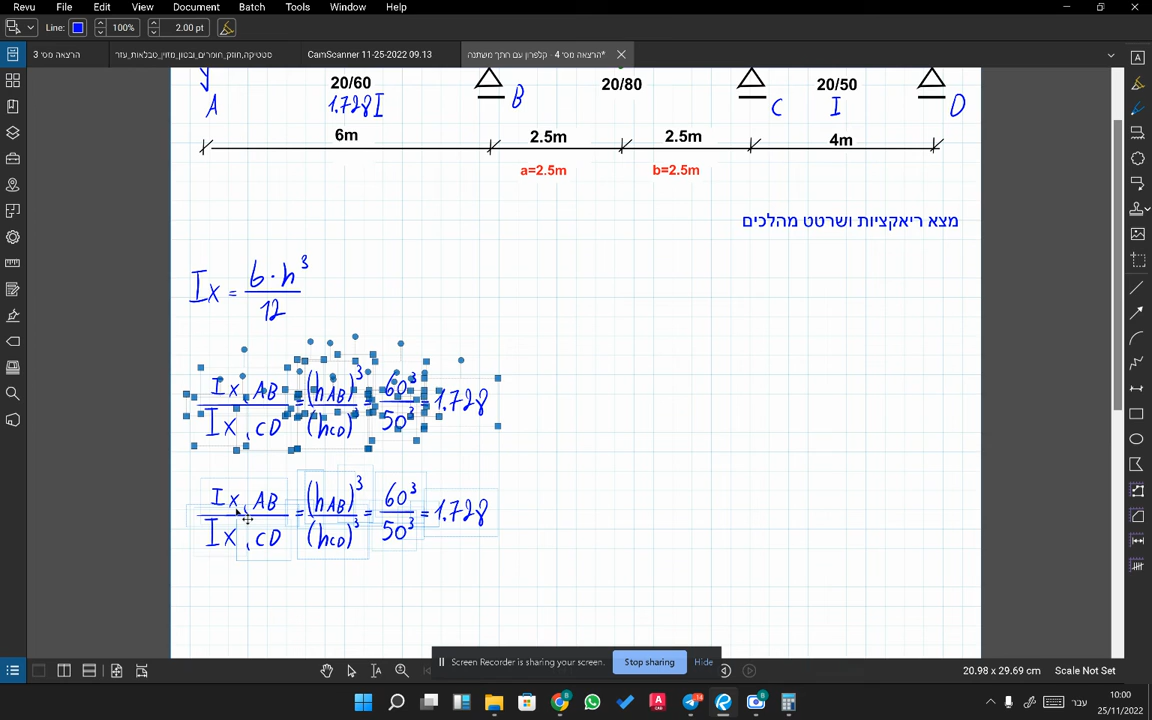 Revu File Edit View Document Batch Tools Window Help
Line: 100% 2.00 pt
הרצאה מס' 3
סטטיקה,חוזק,חומרים,ובטון,מזוין,טבלאות,עזר
CamScanner 11-25-2022 09.13
הרצאה מס' 4 - קלפרון עם חתך משתנה*
20/60 20/80 20/50
A 1.728I B C I D
6m 2.5m 2.5m 4m
a=2.5m b=2.5m
מצא ריאקציות ושרטט מהלכים
Ix = b·h³
12
Ix,AB = (hAB)³ = 60³ = 1.728
Ix,CD (hCD)³ 50³
Ix,AB = (hAB)³ = 60³ = 1.728
Ix,CD (hCD)³ 50³
Screen Recorder is sharing your screen. Stop sharing Hide
20.98 x 29.69 cm Scale Not Set
עבר
10:00
25/11/2022